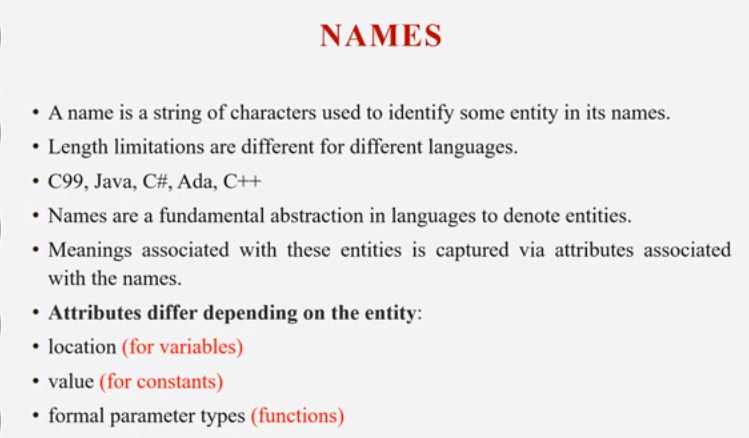 NAMES
• A name is a string of characters used to identify some entity in its names.
• Length limitations are different for different languages.
• C99, Java, C#, Ada, C++
• Names are a fundamental abstraction in languages to denote entities.
• Meanings associated with these entities is captured via attributes associated
with the names.
• Attributes differ depending on the entity:
• location (for variables)
• value (for constants)
• formal parameter types (functions)